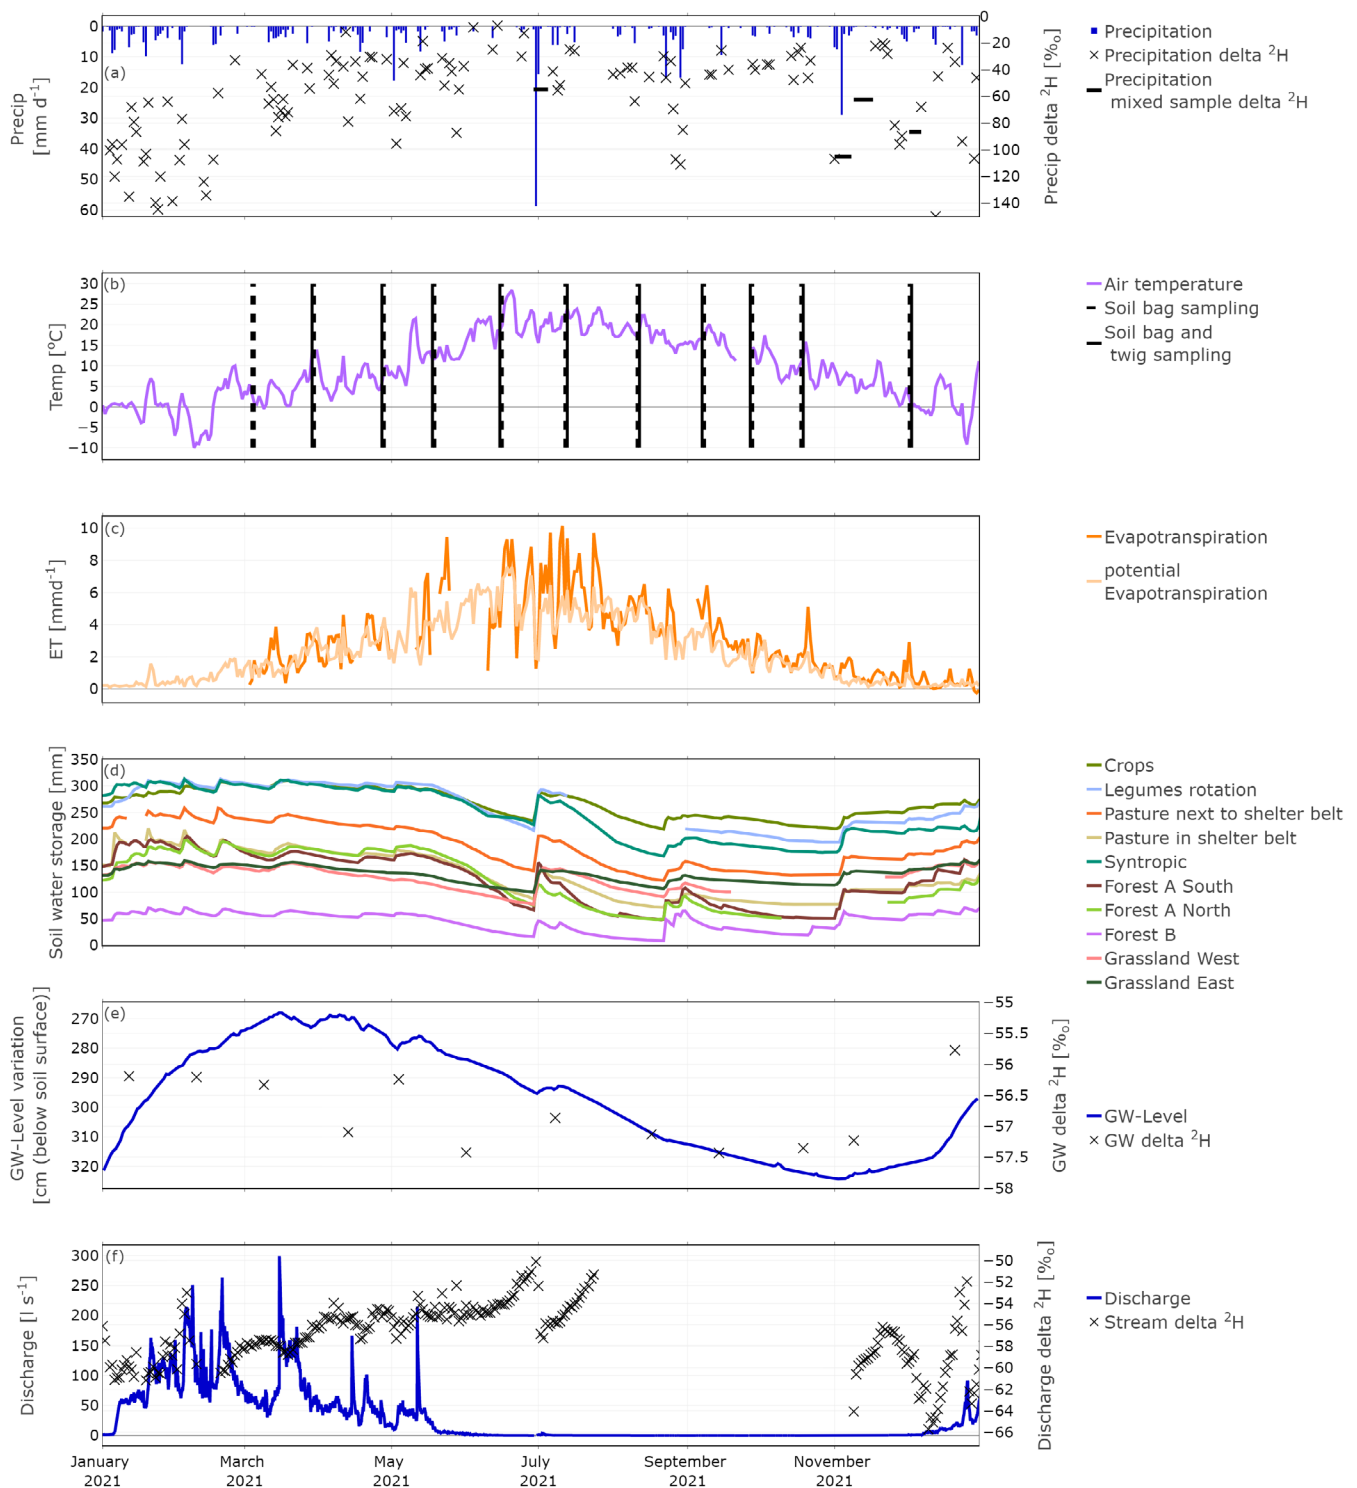 0
10
20
30
40
50
60
Precip
[mm d-1]
(a)
0
−20
−40
−60
−80
−100
−120
−140
Precip delta 2H [%o]
Precipitation
Precipitation delta 2H
Precipitation
mixed sample delta 2H
30
25
20
15
10
5
0
−5
−10
Temp [oC]
(b)
Air temperature
Soil bag sampling
Soil bag and
twig sampling
10
8
6
4
2
0
ET [mmd-1]
(c)
Evapotranspiration
potential
Evapotranspiration
350
300
250
200
150
100
50
0
Soil water storage [mm]
(d)
Crops
Legumes rotation
Pasture next to shelter belt
Pasture in shelter belt
Syntropic
Forest A South
Forest A North
Forest B
Grassland West
Grassland East
270
280
290
300
310
320
GW-Level variation
[cm (below soil surface)]
(e)
−55
−55.5
−56
−56.5
−57
−57.5
−58
GW delta 2H [%o]
GW-Level
GW delta 2H
300
250
200
150
100
50
0
Discharge [l s-1]
(f)
−50
−52
−54
−56
−58
−60
−62
−64
−66
Discharge delta 2H [%o]
Discharge
Stream delta 2H
January March May July September November
2021 2021 2021 2021 2021 2021